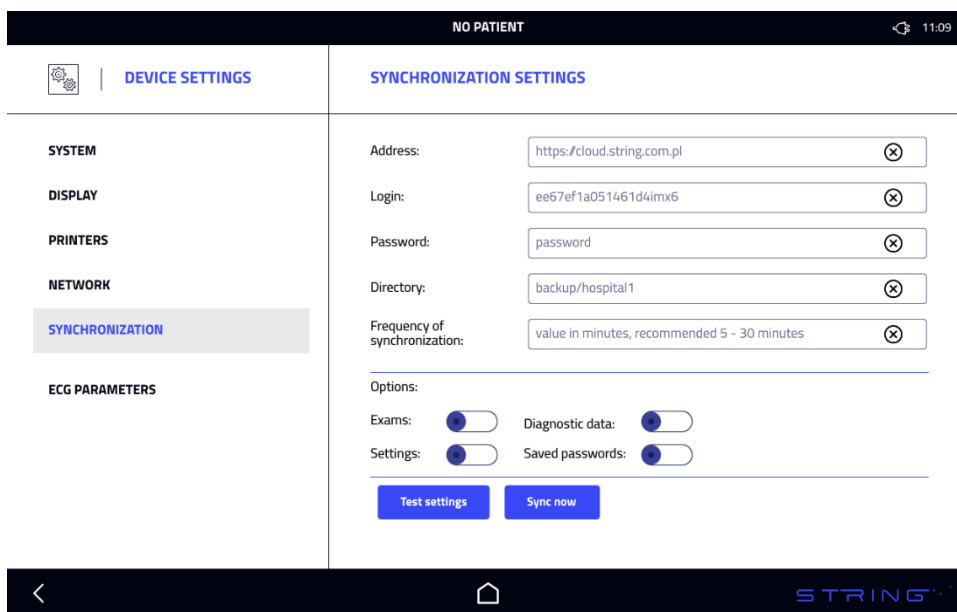 NO PATIENT
11:09
DEVICE SETTINGS
SYNCHRONIZATION SETTINGS
SYSTEM
DISPLAY
PRINTERS
NETWORK
SYNCHRONIZATION
ECG PARAMETERS
Address:
https://cloud.string.com.pl
Login:
ee67ef1a051461d4imx6
Password:
password
Directory:
backup/hospital1
Frequency of
synchronization:
value in minutes, recommended 5 - 30 minutes
Options:
Exams:
Diagnostic data:
Settings:
Saved passwords:
Test settings
Sync now
STRING